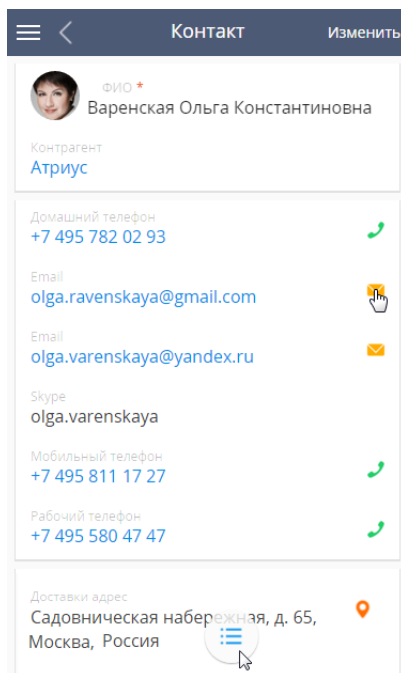 Контакт Изменить
ФИО *
Варенская Ольга Константиновна
Контрагент
Атриус
Домашний телефон
+7 495 782 02 93
Email
olga.ravenskaya@gmail.com
Email
olga.varenskaya@yandex.ru
Skype
olga.varenskaya
Мобильный телефон
+7 495 811 17 27
Рабочий телефон
+7 495 580 47 47
Доставки адрес
Садовническая набережная, д. 65,
Москва, Россия